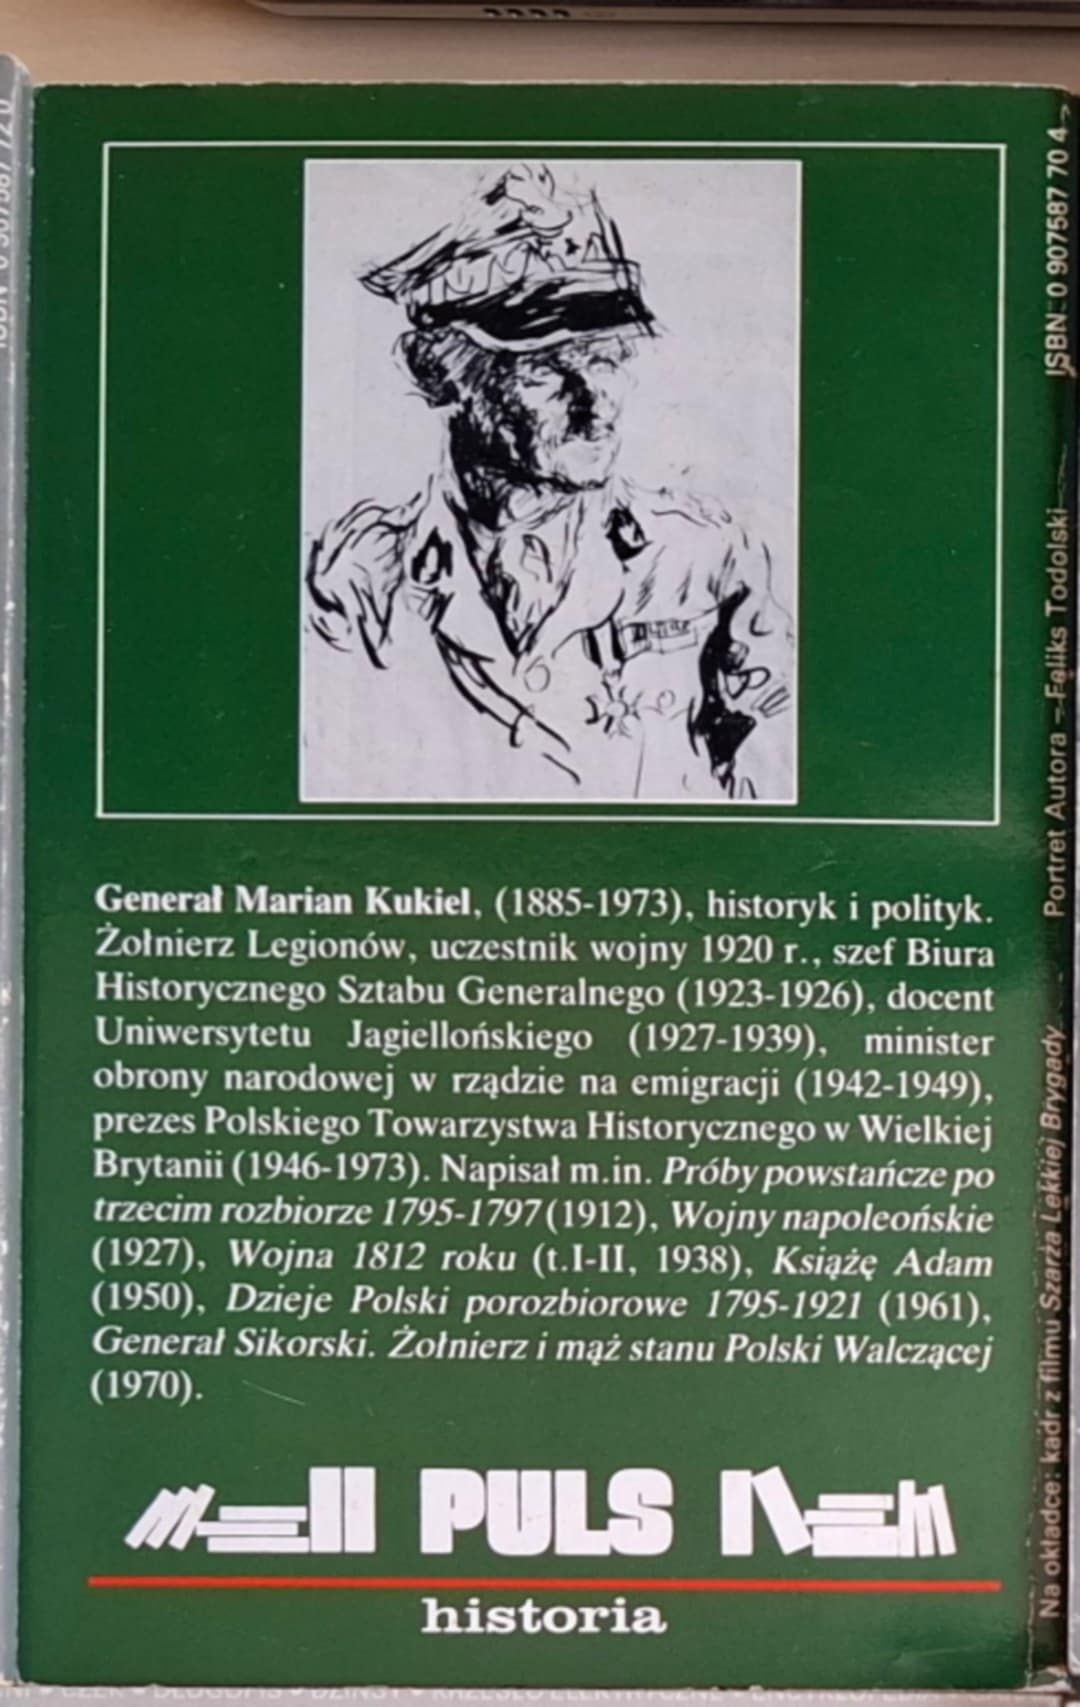 Generał Marian Kukiel, (1885-1973), historyk i polityk.
Żołnierz Legionów, uczestnik wojny 1920 r., szef Biura
Historycznego Sztabu Generalnego (1923-1926), docent
Uniwersytetu Jagiellońskiego (1927-1939), minister
obrony narodowej w rządzie na emigracji (1942-1949),
prezes Polskiego Towarzystwa Historycznego w Wielkiej
Brytanii (1946-1973). Napisał m.in. Próby powstańcze po
trzecim rozbiorze 1795-1797 (1912), Wojny napoleońskie
(1927), Wojna 1812 roku (t.I-II, 1938), Książę Adam
(1950), Dzieje Polski porozbiorowe 1795-1921 (1961),
Generał Sikorski. Żołnierz i mąż stanu Polski Walczącej
(1970).
PULS
historia
Na okładce: kadr z filmu Szarża Lekkiej Brygady
Portret Autora – Feliks Todolski
ISBN: 0 907587 70 4